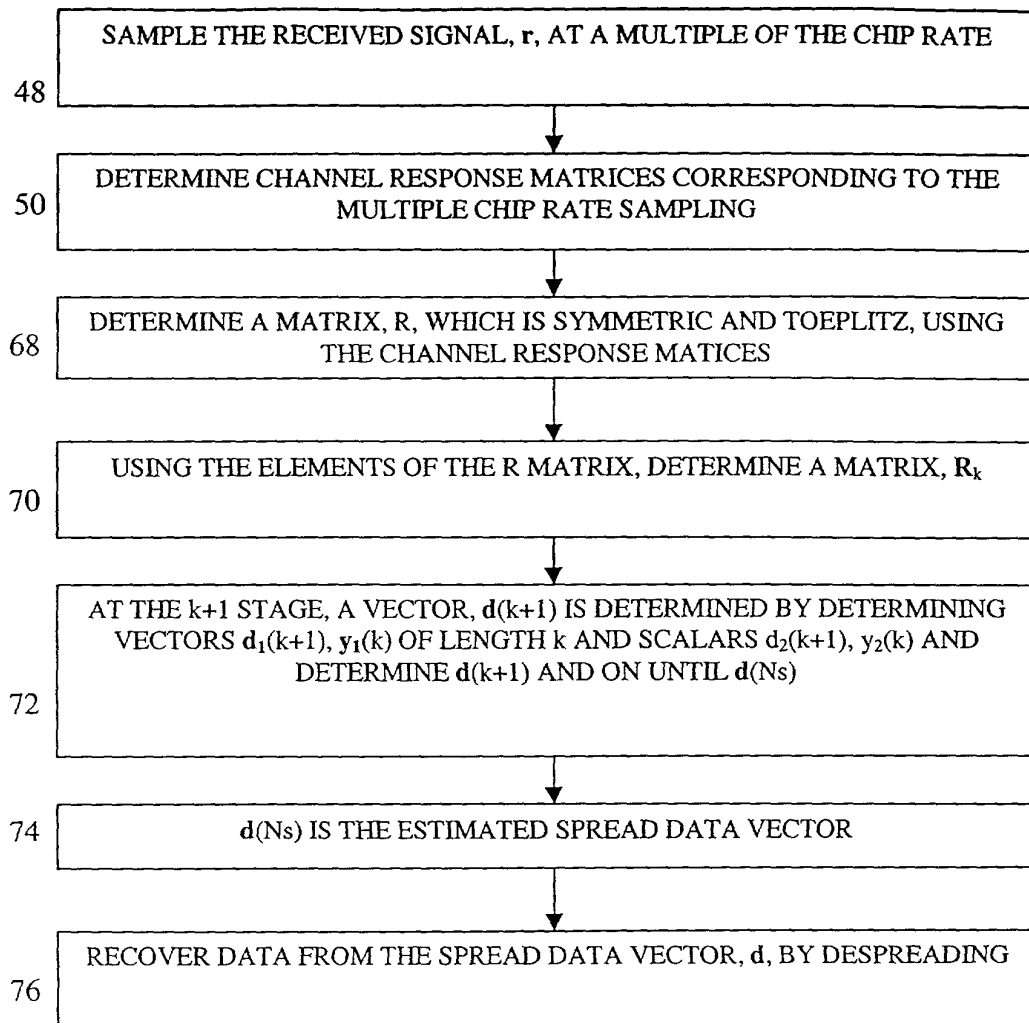 SAMPLE THE RECEIVED SIGNAL, r, AT A MULTIPLE OF THE CHIP RATE
48
DETERMINE CHANNEL RESPONSE MATRICES CORRESPONDING TO THE
MULTIPLE CHIP RATE SAMPLING
50
DETERMINE A MATRIX, R, WHICH IS SYMMETRIC AND TOEPLITZ, USING
THE CHANNEL RESPONSE MATICES
68
USING THE ELEMENTS OF THE R MATRIX, DETERMINE A MATRIX, Rₖ
70
AT THE k+1 STAGE, A VECTOR, d(k+1) IS DETERMINED BY DETERMINING
VECTORS d₁(k+1), y₁(k) OF LENGTH k AND SCALARS d₂(k+1), y₂(k) AND
DETERMINE d(k+1) AND ON UNTIL d(Ns)
72
74
d(Ns) IS THE ESTIMATED SPREAD DATA VECTOR
RECOVER DATA FROM THE SPREAD DATA VECTOR, d, BY DESPREADING
76